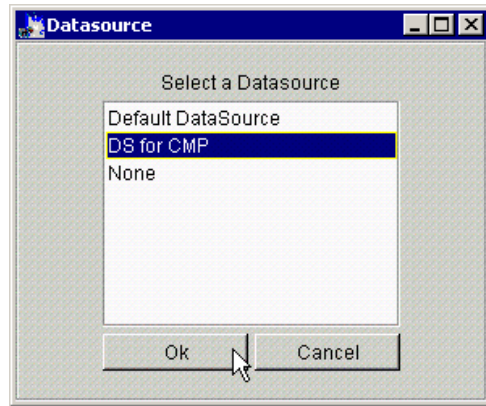 Datasource
Select a Datasource
Default DataSource
DS for CMP
None
Ok Cancel